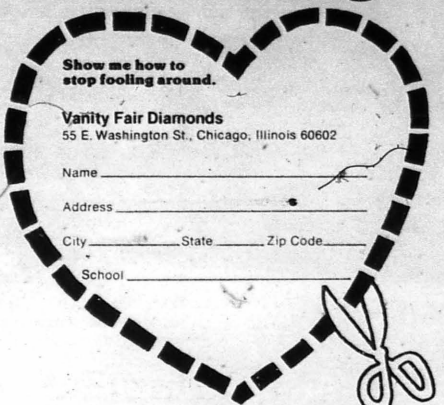 Show me how to
stop fooling around.
Vanity Fair Diamonds
55 E. Washington St., Chicago, Illinois 60602
Name
Address
City State Zip Code
School